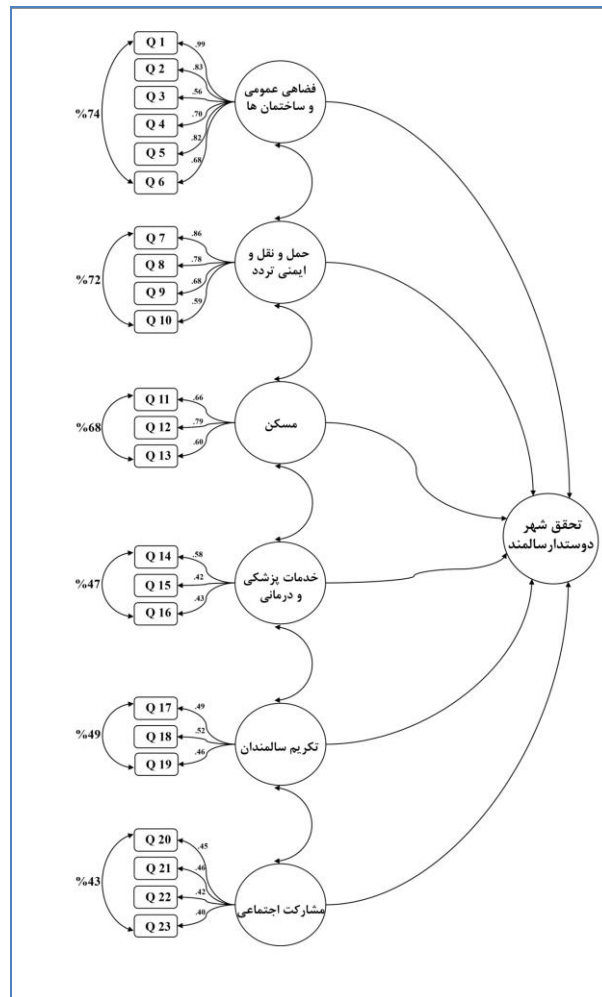 Q 1
.99
Q 2
.83
Q 3
.56
Q 4
.70
Q 5
.82
Q 6
.68
%74
فضاهی عمومی
و ساختمان ها
Q 7
.86
Q 8
.78
Q 9
.68
Q 10
.59
%72
حمل و نقل و
ایمنی تردد
Q 11
.66
Q 12
.79
Q 13
.60
%68
مسکن
تحقق شهر
دوستدارسالمند
Q 14
.58
Q 15
.42
Q 16
.43
%47
خدمات پزشکی
و درمانی
Q 17
.49
Q 18
.52
Q 19
.46
%49
تکریم سالمندان
Q 20
.45
Q 21
.46
Q 22
.42
Q 23
.40
%43
مشارکت اجتماعی